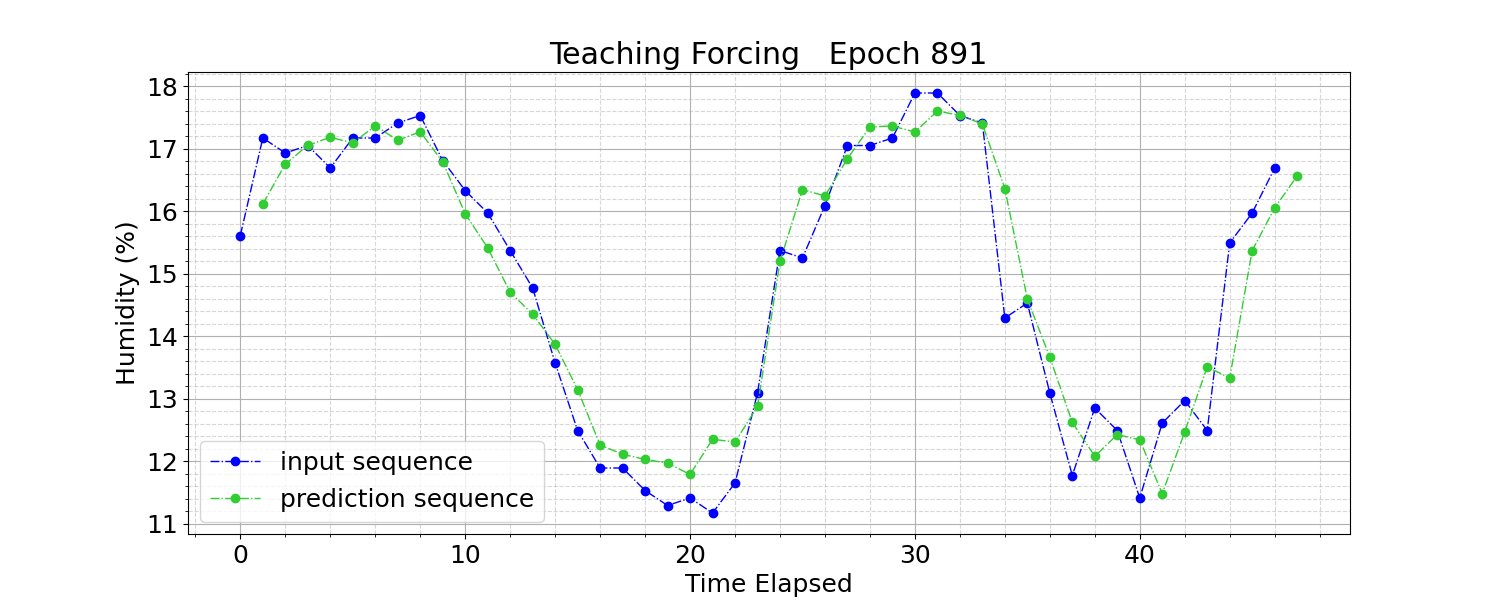 Teaching Forcing   Epoch 891
Humidity (%)
18
17
16
15
14
13
12
11
input sequence
prediction sequence
0 10 20 30 40
Time Elapsed